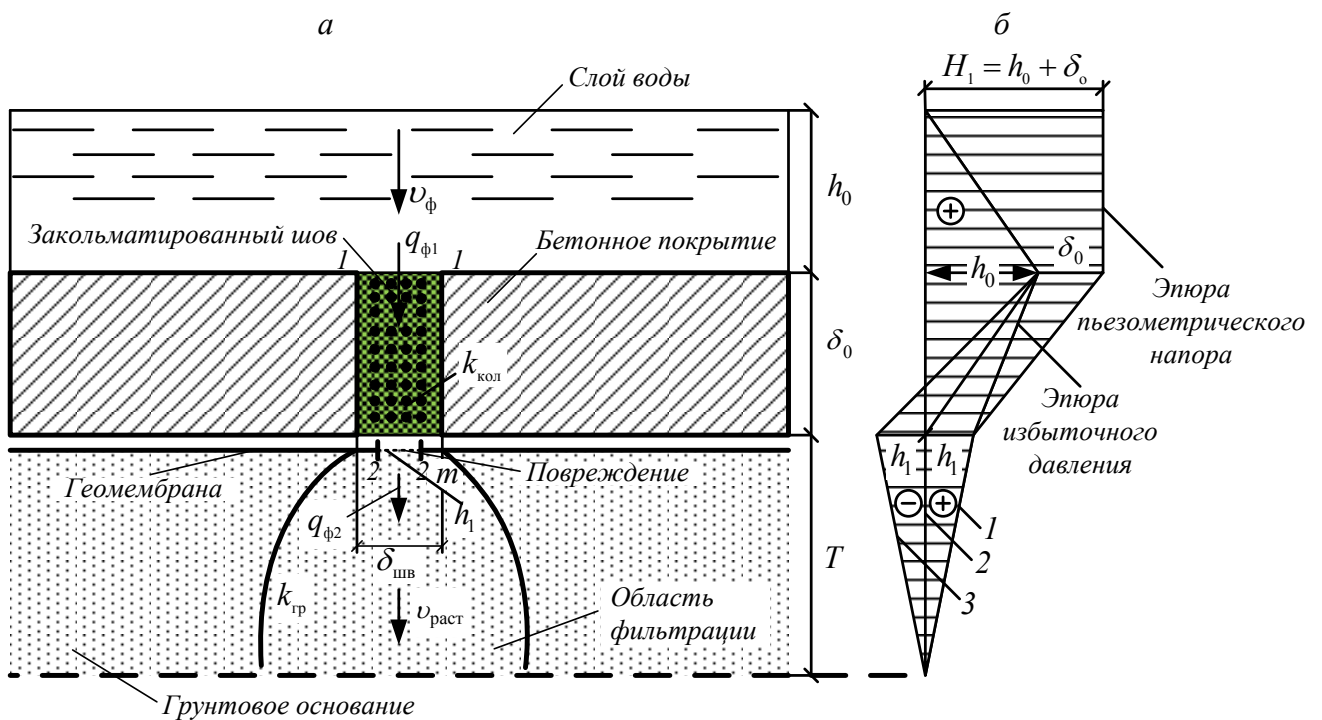 а
б
H₁ = h₀ + δₒ
Слой воды
υф
h₀
Закольматированный шов
qф1
Бетонное покрытие
1
1
h₀
δ₀
Эпюра
пьезометрического
напора
δ₀
kкол
Эпюра
избыточного
давления
h₁
h₁
2
2
m
Повреждение
Геомембрана
h₁
qф2
1
2
3
δшв
T
kгр
υраст
Область
фильтрации
Грунтовое основание